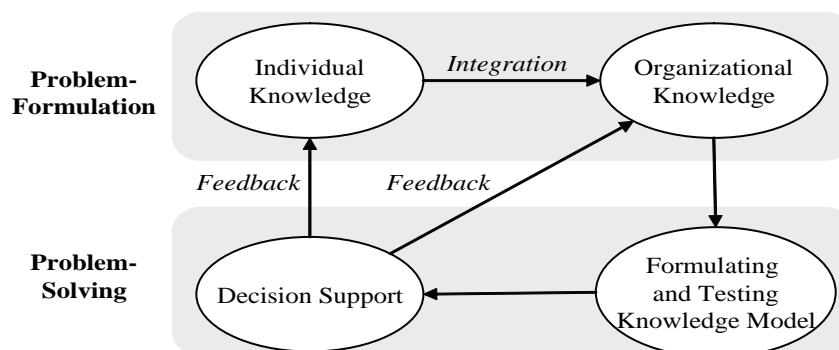 Problem-
Formulation
Individual
Knowledge
Integration
Organizational
Knowledge
Feedback
Feedback
Problem-
Solving
Decision Support
Formulating
and Testing
Knowledge Model